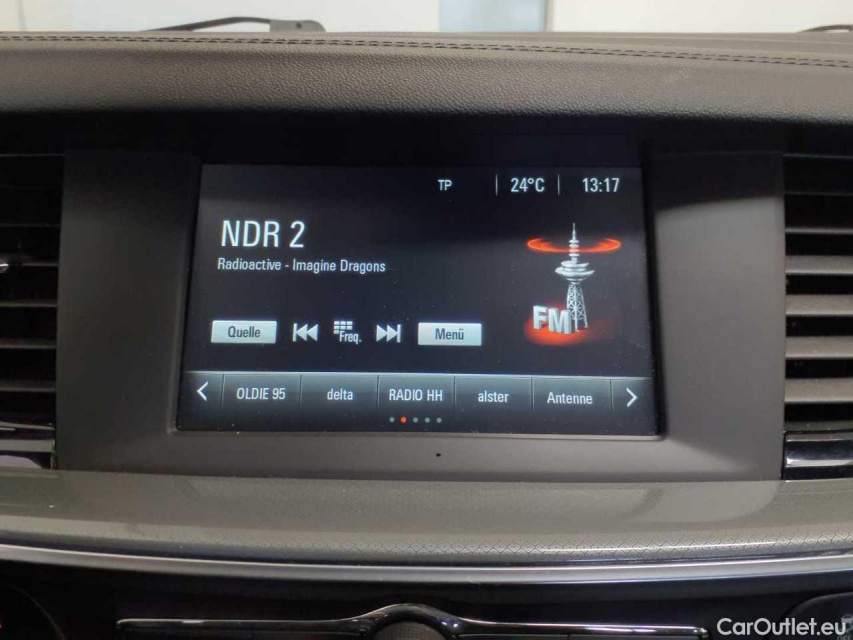 TP 24°C 13:17
NDR 2
Radioactive - Imagine Dragons
Quelle Freq. Menü
FM
OLDIE 95 delta RADIO HH alster Antenne
CarOutlet.eu